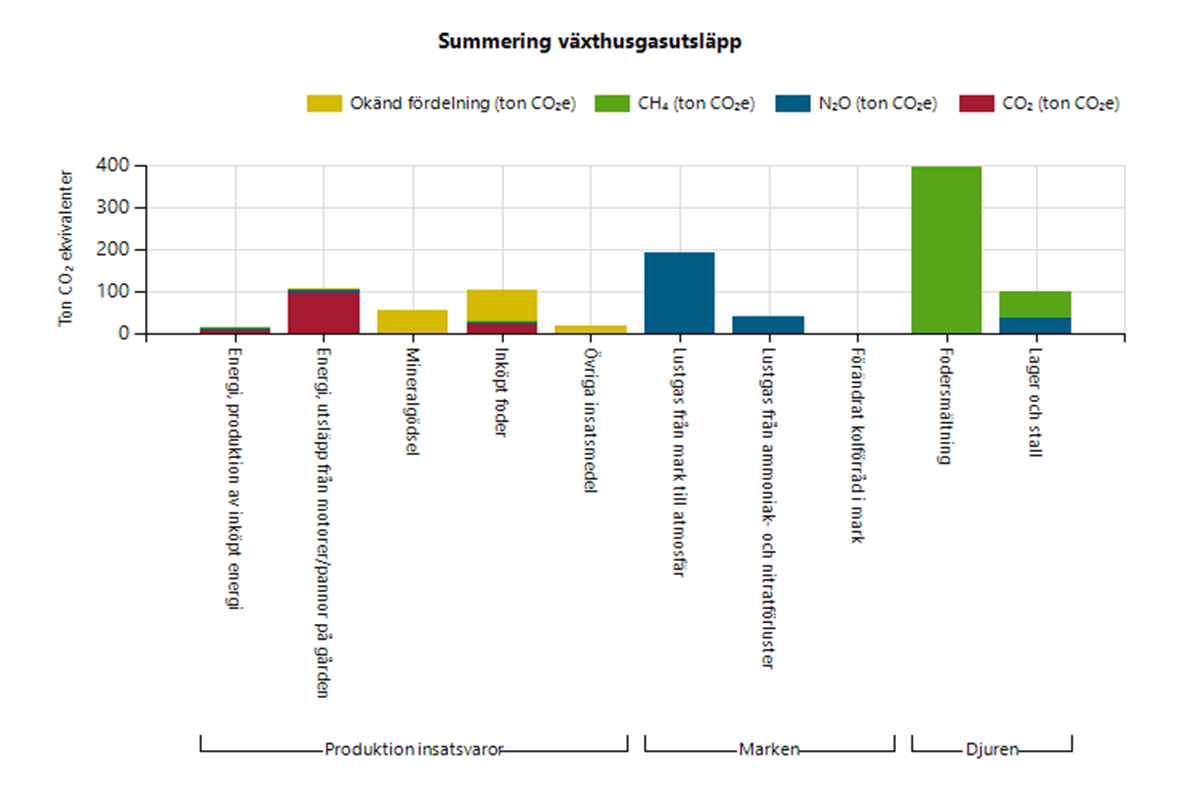 Summering växthusgasutsläpp
Okänd fördelning (ton CO₂e) CH₄ (ton CO₂e) N₂O (ton CO₂e) CO₂ (ton CO₂e)
Ton CO₂ ekvivalenter
400
300
200
100
0
Energi, produktion av inköpt energi
Energi, utsläpp från motorer/pannor på gården
Mineralgödsel
Inköpt foder
Övriga insatsmedel
Lustgas från mark till atmosfär
Lustgas från ammoniak- och nitratförluster
Förändrat kolförråd i mark
Fodersmältning
Lager och stall
Produktion insatsvaror
Marken
Djuren